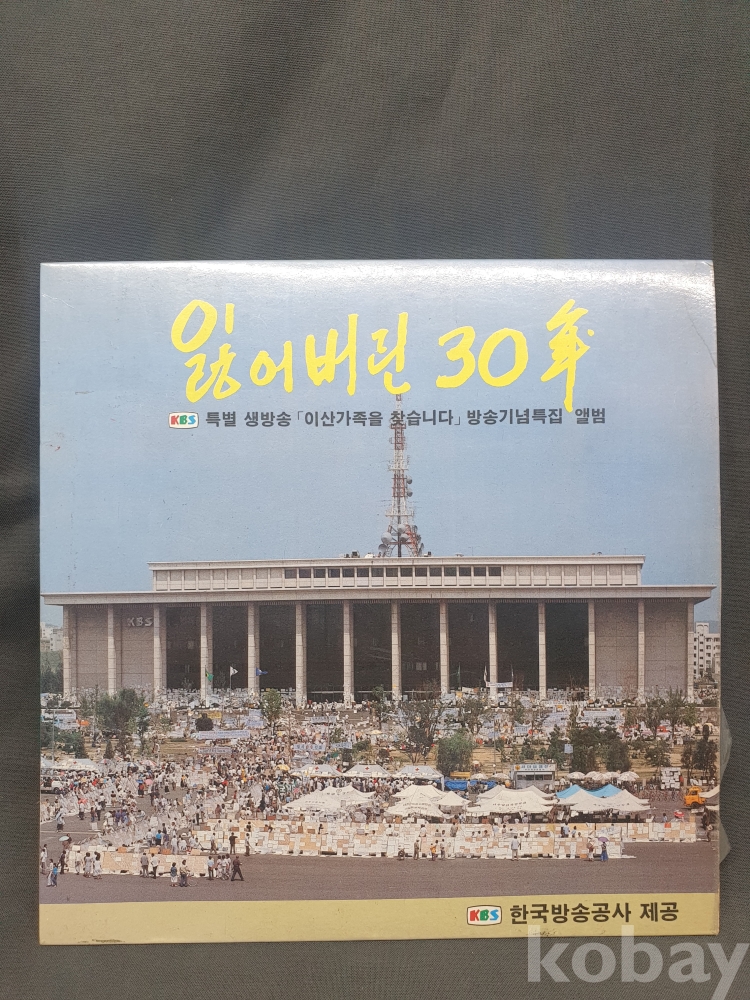 잃어버린 30年
KBS 특별 생방송「이산가족을 찾습니다」방송기념특집 앨범
KBS
KBS 한국방송공사 제공
kobay